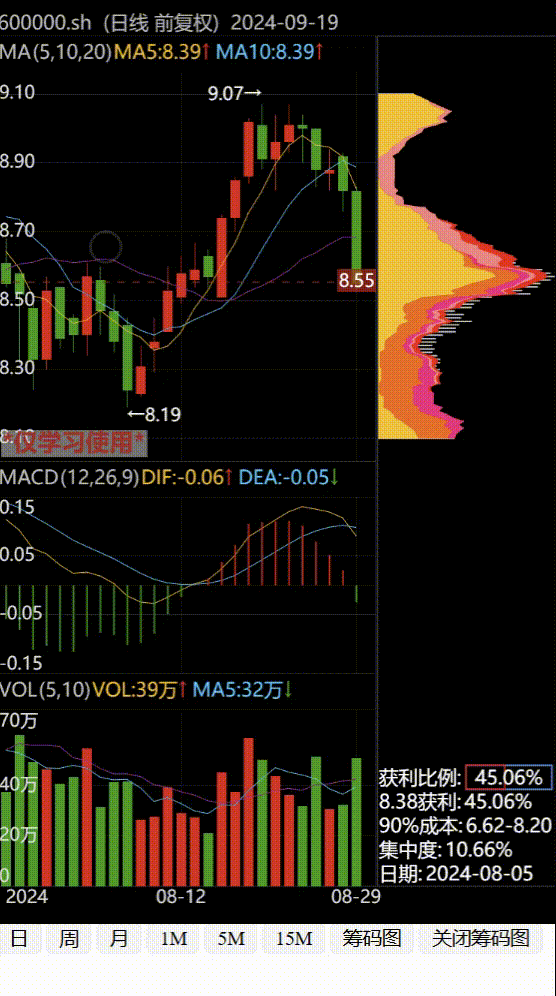 600000.sh (日线 前复权) 2024-09-19
MA(5,10,20) MA5:8.39↑ MA10:8.39↑
9.10
9.07→
8.90
8.70
8.55
8.50
8.30
←8.19
*仅学习使用*
MACD(12,26,9) DIF:-0.06↑ DEA:-0.05↓
0.15
0.05
-0.05
-0.15
VOL(5,10) VOL:39万↑ MA5:32万↓
70万
40万
20万
0
获利比例: 45.06%
8.38获利: 45.06%
90%成本: 6.62-8.20
集中度: 10.66%
日期: 2024-08-05
2024 08-12 08-29
日 周 月 1M 5M 15M 筹码图 关闭筹码图